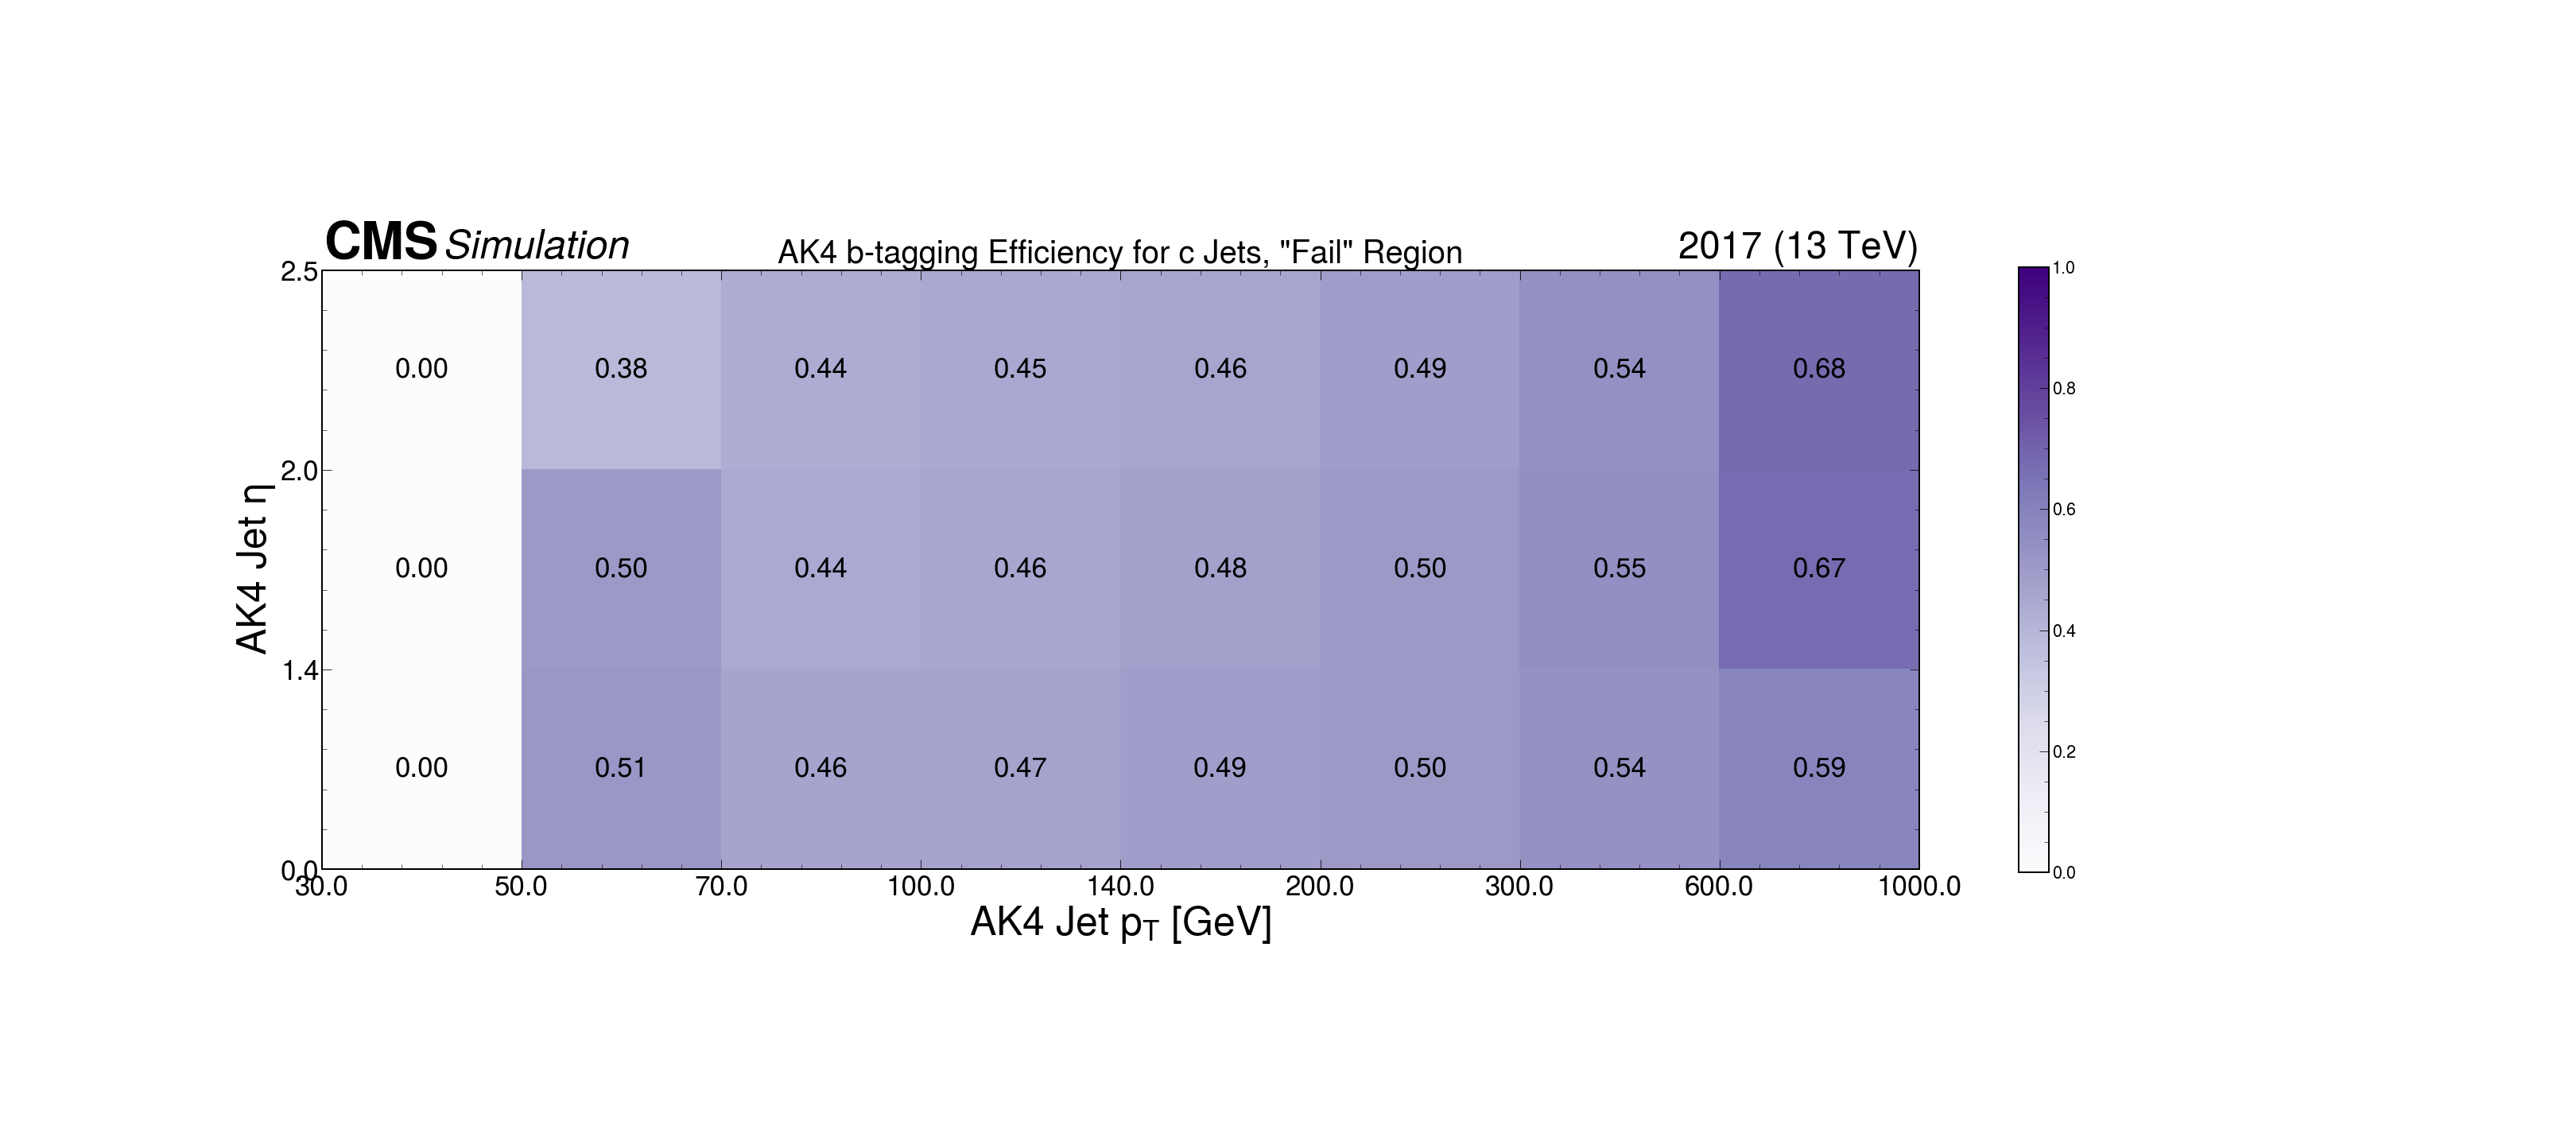 CMS Simulation
AK4 b-tagging Efficiency for c Jets, "Fail" Region
2017 (13 TeV)
2.5
2.0
1.4
0.0
AK4 Jet η
0.00 0.38 0.44 0.45 0.46 0.49 0.54 0.68
0.00 0.50 0.44 0.46 0.48 0.50 0.55 0.67
0.00 0.51 0.46 0.47 0.49 0.50 0.54 0.59
30.0 50.0 70.0 100.0 140.0 200.0 300.0 600.0 1000.0
AK4 Jet pT [GeV]
1.0
0.8
0.6
0.4
0.2
0.0